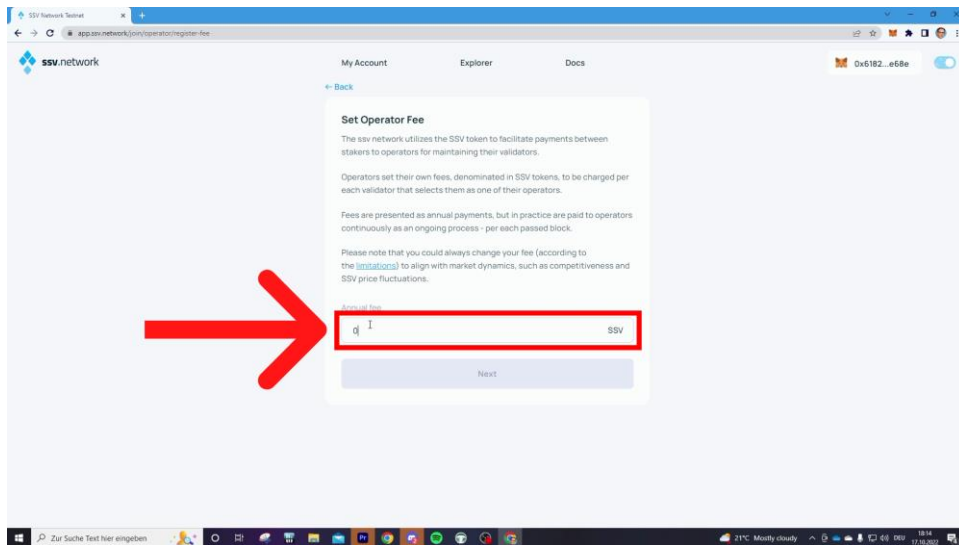 SSV Network Testnet
app.ssv.network/join/operator/register-fee
ssv.network
My Account
Explorer
Docs
0x6182...e68e
← Back
Set Operator Fee
The ssv network utilizes the SSV token to facilitate payments between
stakers to operators for maintaining their validators.
Operators set their own fees, denominated in SSV tokens, to be charged per
each validator that selects them as one of their operators.
Fees are presented as annual payments, but in practice are paid to operators
continuously as an ongoing process - per each passed block.
Please note that you could always change your fee (according to
the limitations) to align with market dynamics, such as competitiveness and
SSV price fluctuations.
Annual fee
0
SSV
Next
Zur Suche Text hier eingeben
21°C Mostly cloudy
DEU
18:14
17.10.2022